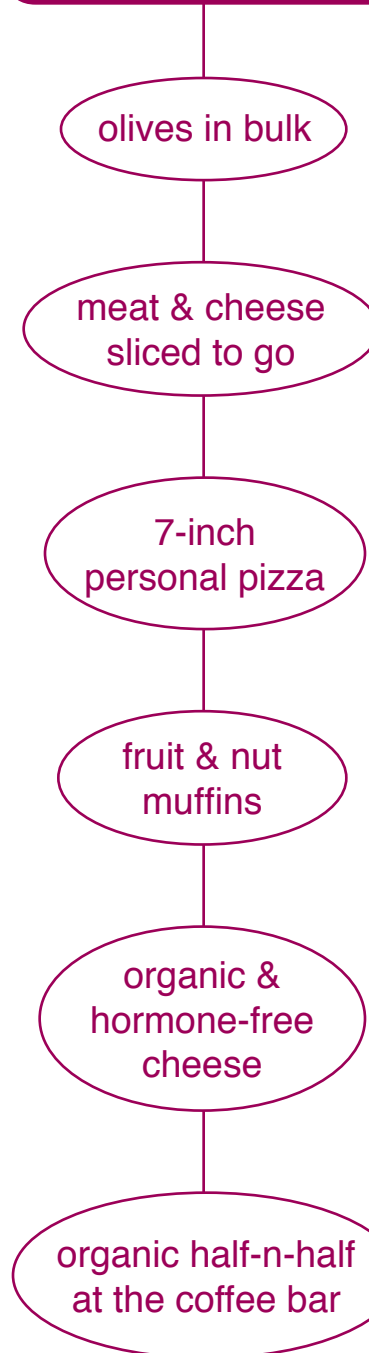 olives in bulk
meat & cheese
sliced to go
7-inch
personal pizza
fruit & nut
muffins
organic &
hormone-free
cheese
organic half-n-half
at the coffee bar